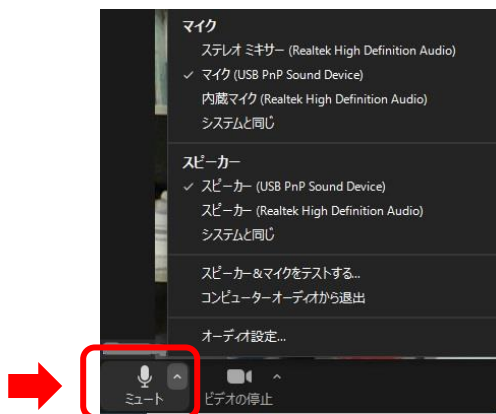 マイク
ステレオ ミキサー (Realtek High Definition Audio)
✓ マイク (USB PnP Sound Device)
内蔵マイク (Realtek High Definition Audio)
システムと同じ
スピーカー
✓ スピーカー (USB PnP Sound Device)
スピーカー (Realtek High Definition Audio)
システムと同じ
スピーカー&マイクをテストする...
コンピューターオーディオから退出
オーディオ設定...
ミュート ビデオの停止